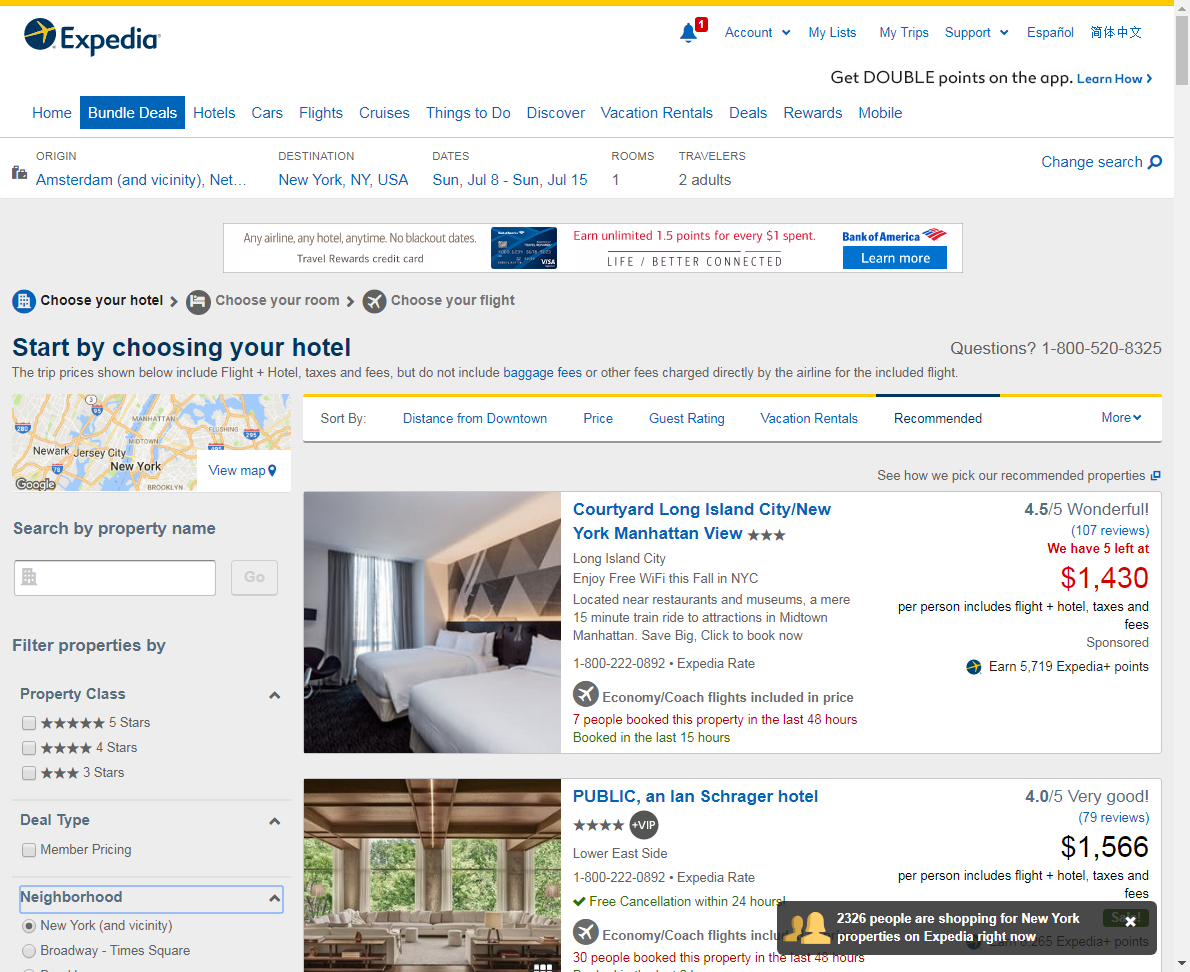 Expedia
1
Account
My Lists
My Trips
Support
Español
简体中文
Get DOUBLE points on the app. Learn How
Home
Bundle Deals
Hotels
Cars
Flights
Cruises
Things to Do
Discover
Vacation Rentals
Deals
Rewards
Mobile
ORIGIN
Amsterdam (and vicinity), Net...
DESTINATION
New York, NY, USA
DATES
Sun, Jul 8 - Sun, Jul 15
ROOMS
1
TRAVELERS
2 adults
Change search
Any airline, any hotel, anytime. No blackout dates.
Travel Rewards credit card
VISA
Earn unlimited 1.5 points for every $1 spent.
LIFE / BETTER CONNECTED
Bank of America
Learn more
Choose your hotel
Choose your room
Choose your flight
Start by choosing your hotel
Questions? 1-800-520-8325
The trip prices shown below include Flight + Hotel, taxes and fees, but do not include baggage fees or other fees charged directly by the airline for the included flight.
3
95
MANHATTAN
280
FLUSHING
MIDTOWN
295
Newark
Jersey City
495
New York
78
BROOKLYN
Google
View map
Sort By:
Distance from Downtown
Price
Guest Rating
Vacation Rentals
Recommended
More
See how we pick our recommended properties
Search by property name
Go
Filter properties by
Property Class
★★★★★ 5 Stars
★★★★ 4 Stars
★★★ 3 Stars
Deal Type
Member Pricing
Neighborhood
New York (and vicinity)
Broadway - Times Square
Courtyard Long Island City/New
York Manhattan View ★★★
Long Island City
Enjoy Free WiFi this Fall in NYC
Located near restaurants and museums, a mere
15 minute train ride to attractions in Midtown
Manhattan. Save Big, Click to book now
1-800-222-0892 • Expedia Rate
Economy/Coach flights included in price
7 people booked this property in the last 48 hours
Booked in the last 15 hours
4.5/5 Wonderful!
(107 reviews)
We have 5 left at
$1,430
per person includes flight + hotel, taxes and
fees
Sponsored
Earn 5,719 Expedia+ points
PUBLIC, an Ian Schrager hotel
★★★★ +VIP
Lower East Side
1-800-222-0892 • Expedia Rate
Free Cancellation within 24 hours!
Economy/Coach flights inclu
30 people booked this property in the last 48 hours
4.0/5 Very good!
(79 reviews)
$1,566
per person includes flight + hotel, taxes and
fees
Sale!
Expedia+ points
2326 people are shopping for New York
properties on Expedia right now